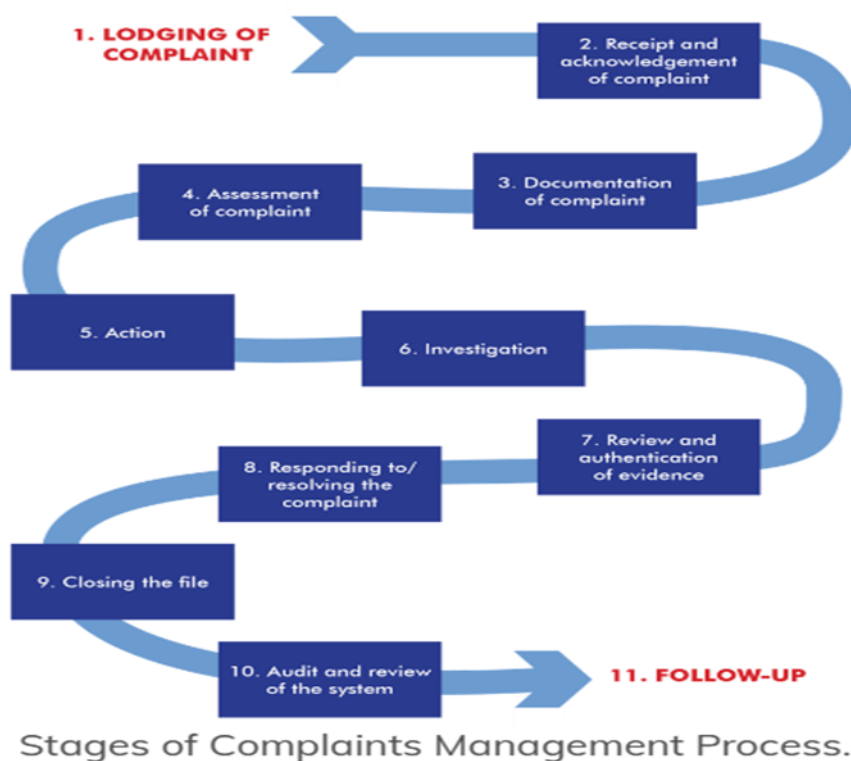 1. LODGING OF
COMPLAINT
2. Receipt and
acknowledgement
of complaint
3. Documentation
of complaint
4. Assessment
of complaint
5. Action
6. Investigation
7. Review and
authentication
of evidence
8. Responding to/
resolving the
complaint
9. Closing the file
10. Audit and review
of the system
11. FOLLOW-UP
Stages of Complaints Management Process.